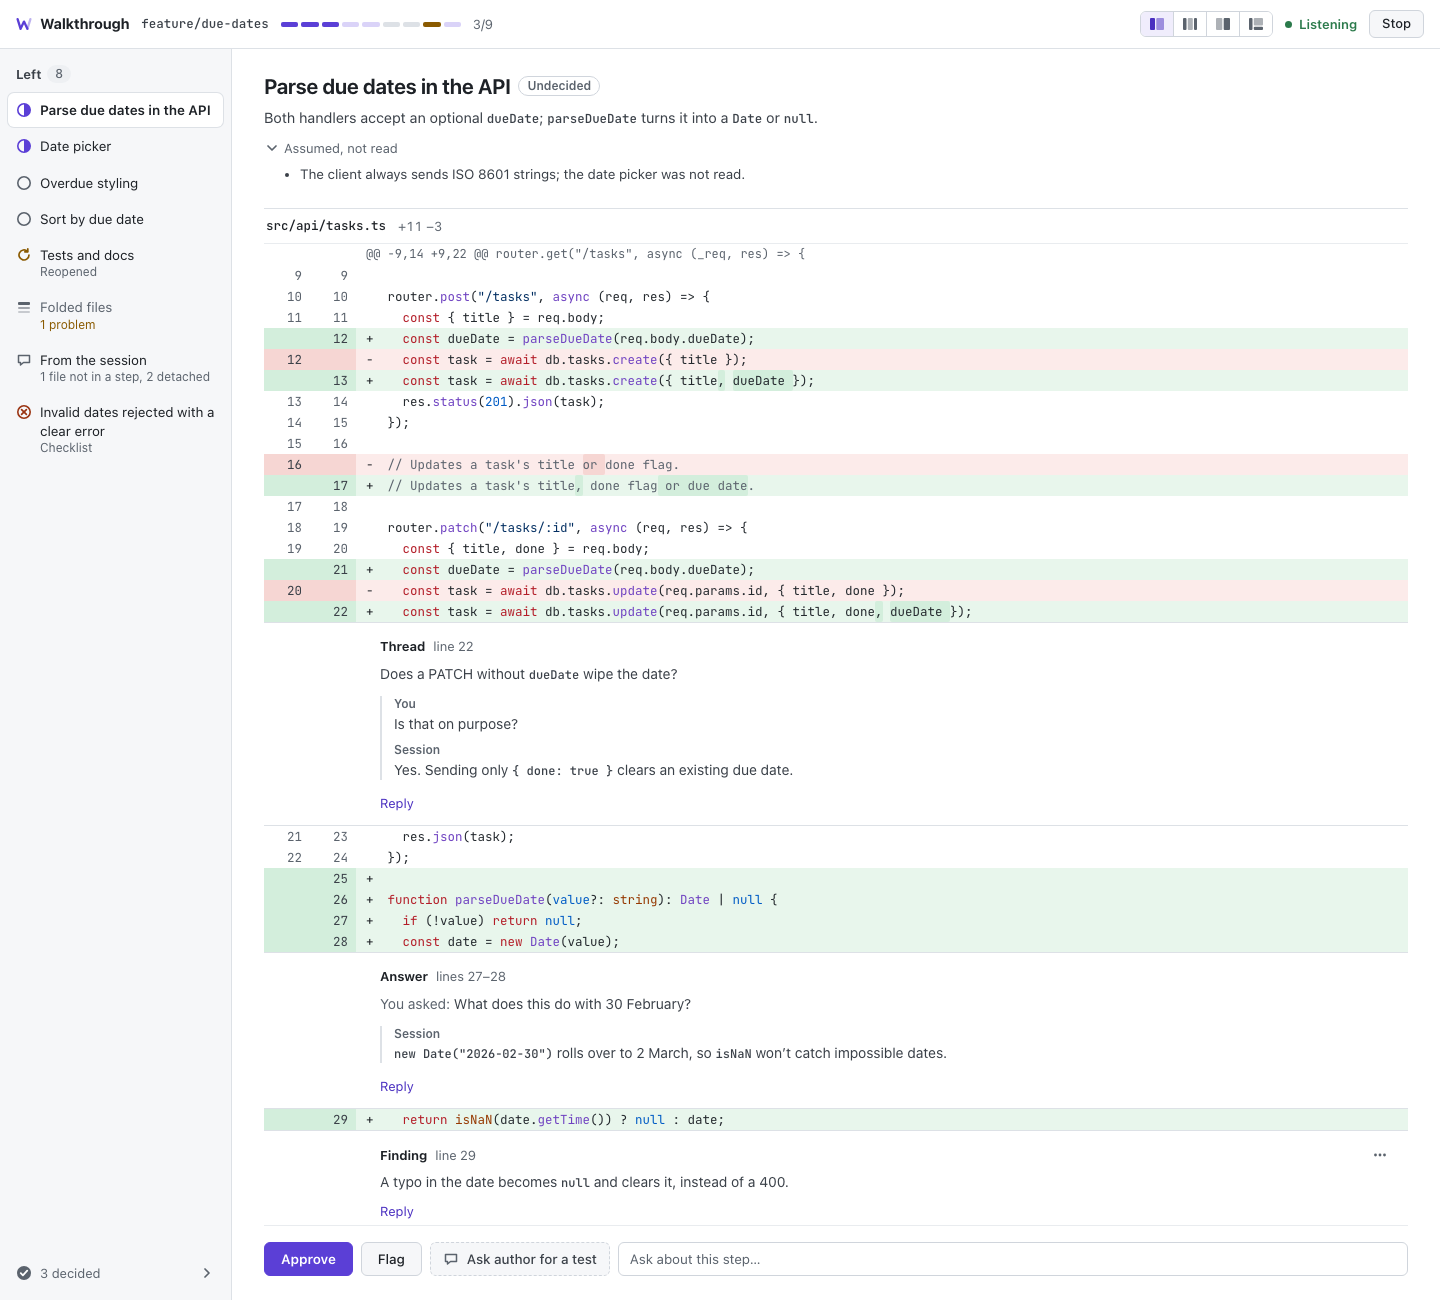 Walkthrough feature/due-dates 3/9 Listening Stop
Left 8
Parse due dates in the API
Date picker
Overdue styling
Sort by due date
Tests and docs
Reopened
Folded files
1 problem
From the session
1 file not in a step, 2 detached
Invalid dates rejected with a
clear error
Checklist
3 decided
Parse due dates in the API Undecided
Both handlers accept an optional dueDate; parseDueDate turns it into a Date or null.
Assumed, not read
• The client always sends ISO 8601 strings; the date picker was not read.
src/api/tasks.ts +11 −3
@@ -9,14 +9,22 @@ router.get("/tasks", async (_req, res) => {
9 9
10 10 router.post("/tasks", async (req, res) => {
11 11 const { title } = req.body;
12 + const dueDate = parseDueDate(req.body.dueDate);
12 - const task = await db.tasks.create({ title });
13 + const task = await db.tasks.create({ title, dueDate });
13 14 res.status(201).json(task);
14 15 });
15 16
16 - // Updates a task's title or done flag.
17 + // Updates a task's title, done flag or due date.
17 18
18 19 router.patch("/tasks/:id", async (req, res) => {
19 20 const { title, done } = req.body;
21 + const dueDate = parseDueDate(req.body.dueDate);
20 - const task = await db.tasks.update(req.params.id, { title, done });
22 + const task = await db.tasks.update(req.params.id, { title, done, dueDate });
Thread line 22
Does a PATCH without dueDate wipe the date?
You
Is that on purpose?
Session
Yes. Sending only { done: true } clears an existing due date.
Reply
21 23 res.json(task);
22 24 });
25 +
26 + function parseDueDate(value?: string): Date | null {
27 + if (!value) return null;
28 + const date = new Date(value);
Answer lines 27–28
You asked: What does this do with 30 February?
Session
new Date("2026-02-30") rolls over to 2 March, so isNaN won’t catch impossible dates.
Reply
29 + return isNaN(date.getTime()) ? null : date;
Finding line 29
A typo in the date becomes null and clears it, instead of a 400.
Reply
Approve Flag Ask author for a test Ask about this step…